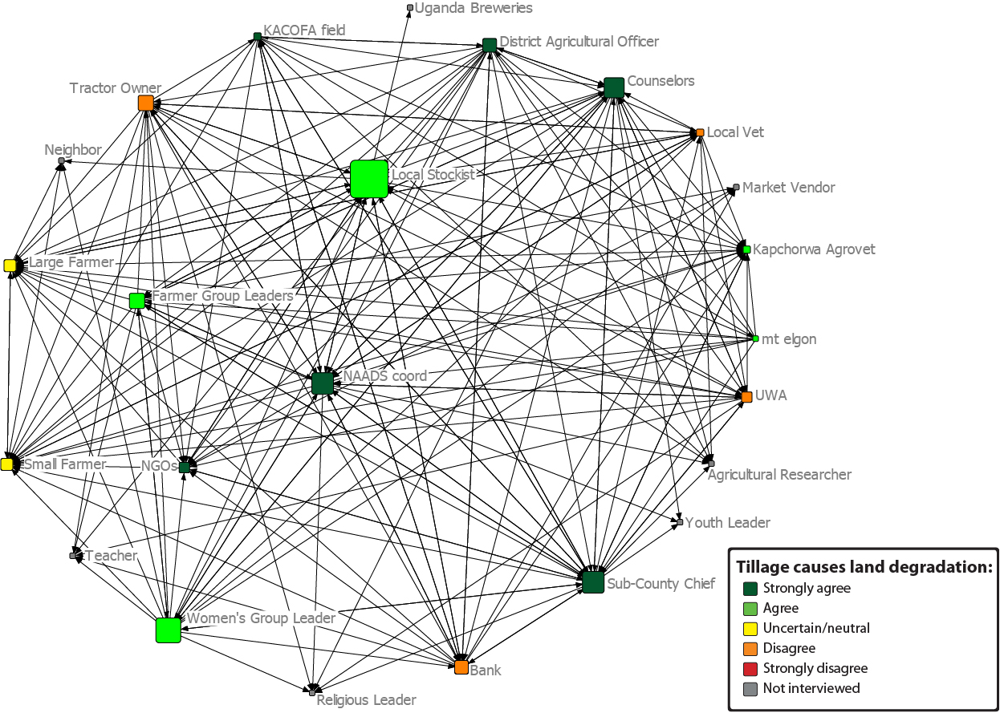 Uganda Breweries
KACOFA field
District Agricultural Officer
Counselors
Tractor Owner
Local Vet
Neighbor
Local Stockist
Market Vendor
Kapchorwa Agrovet
Large Farmer
Farmer Group Leaders
mt elgon
NAADS coord
UWA
Small Farmer
NGOs
Agricultural Researcher
Youth Leader
Teacher
Sub-County Chief
Women's Group Leader
Bank
Religious Leader
Tillage causes land degradation:
Strongly agree
Agree
Uncertain/neutral
Disagree
Strongly disagree
Not interviewed